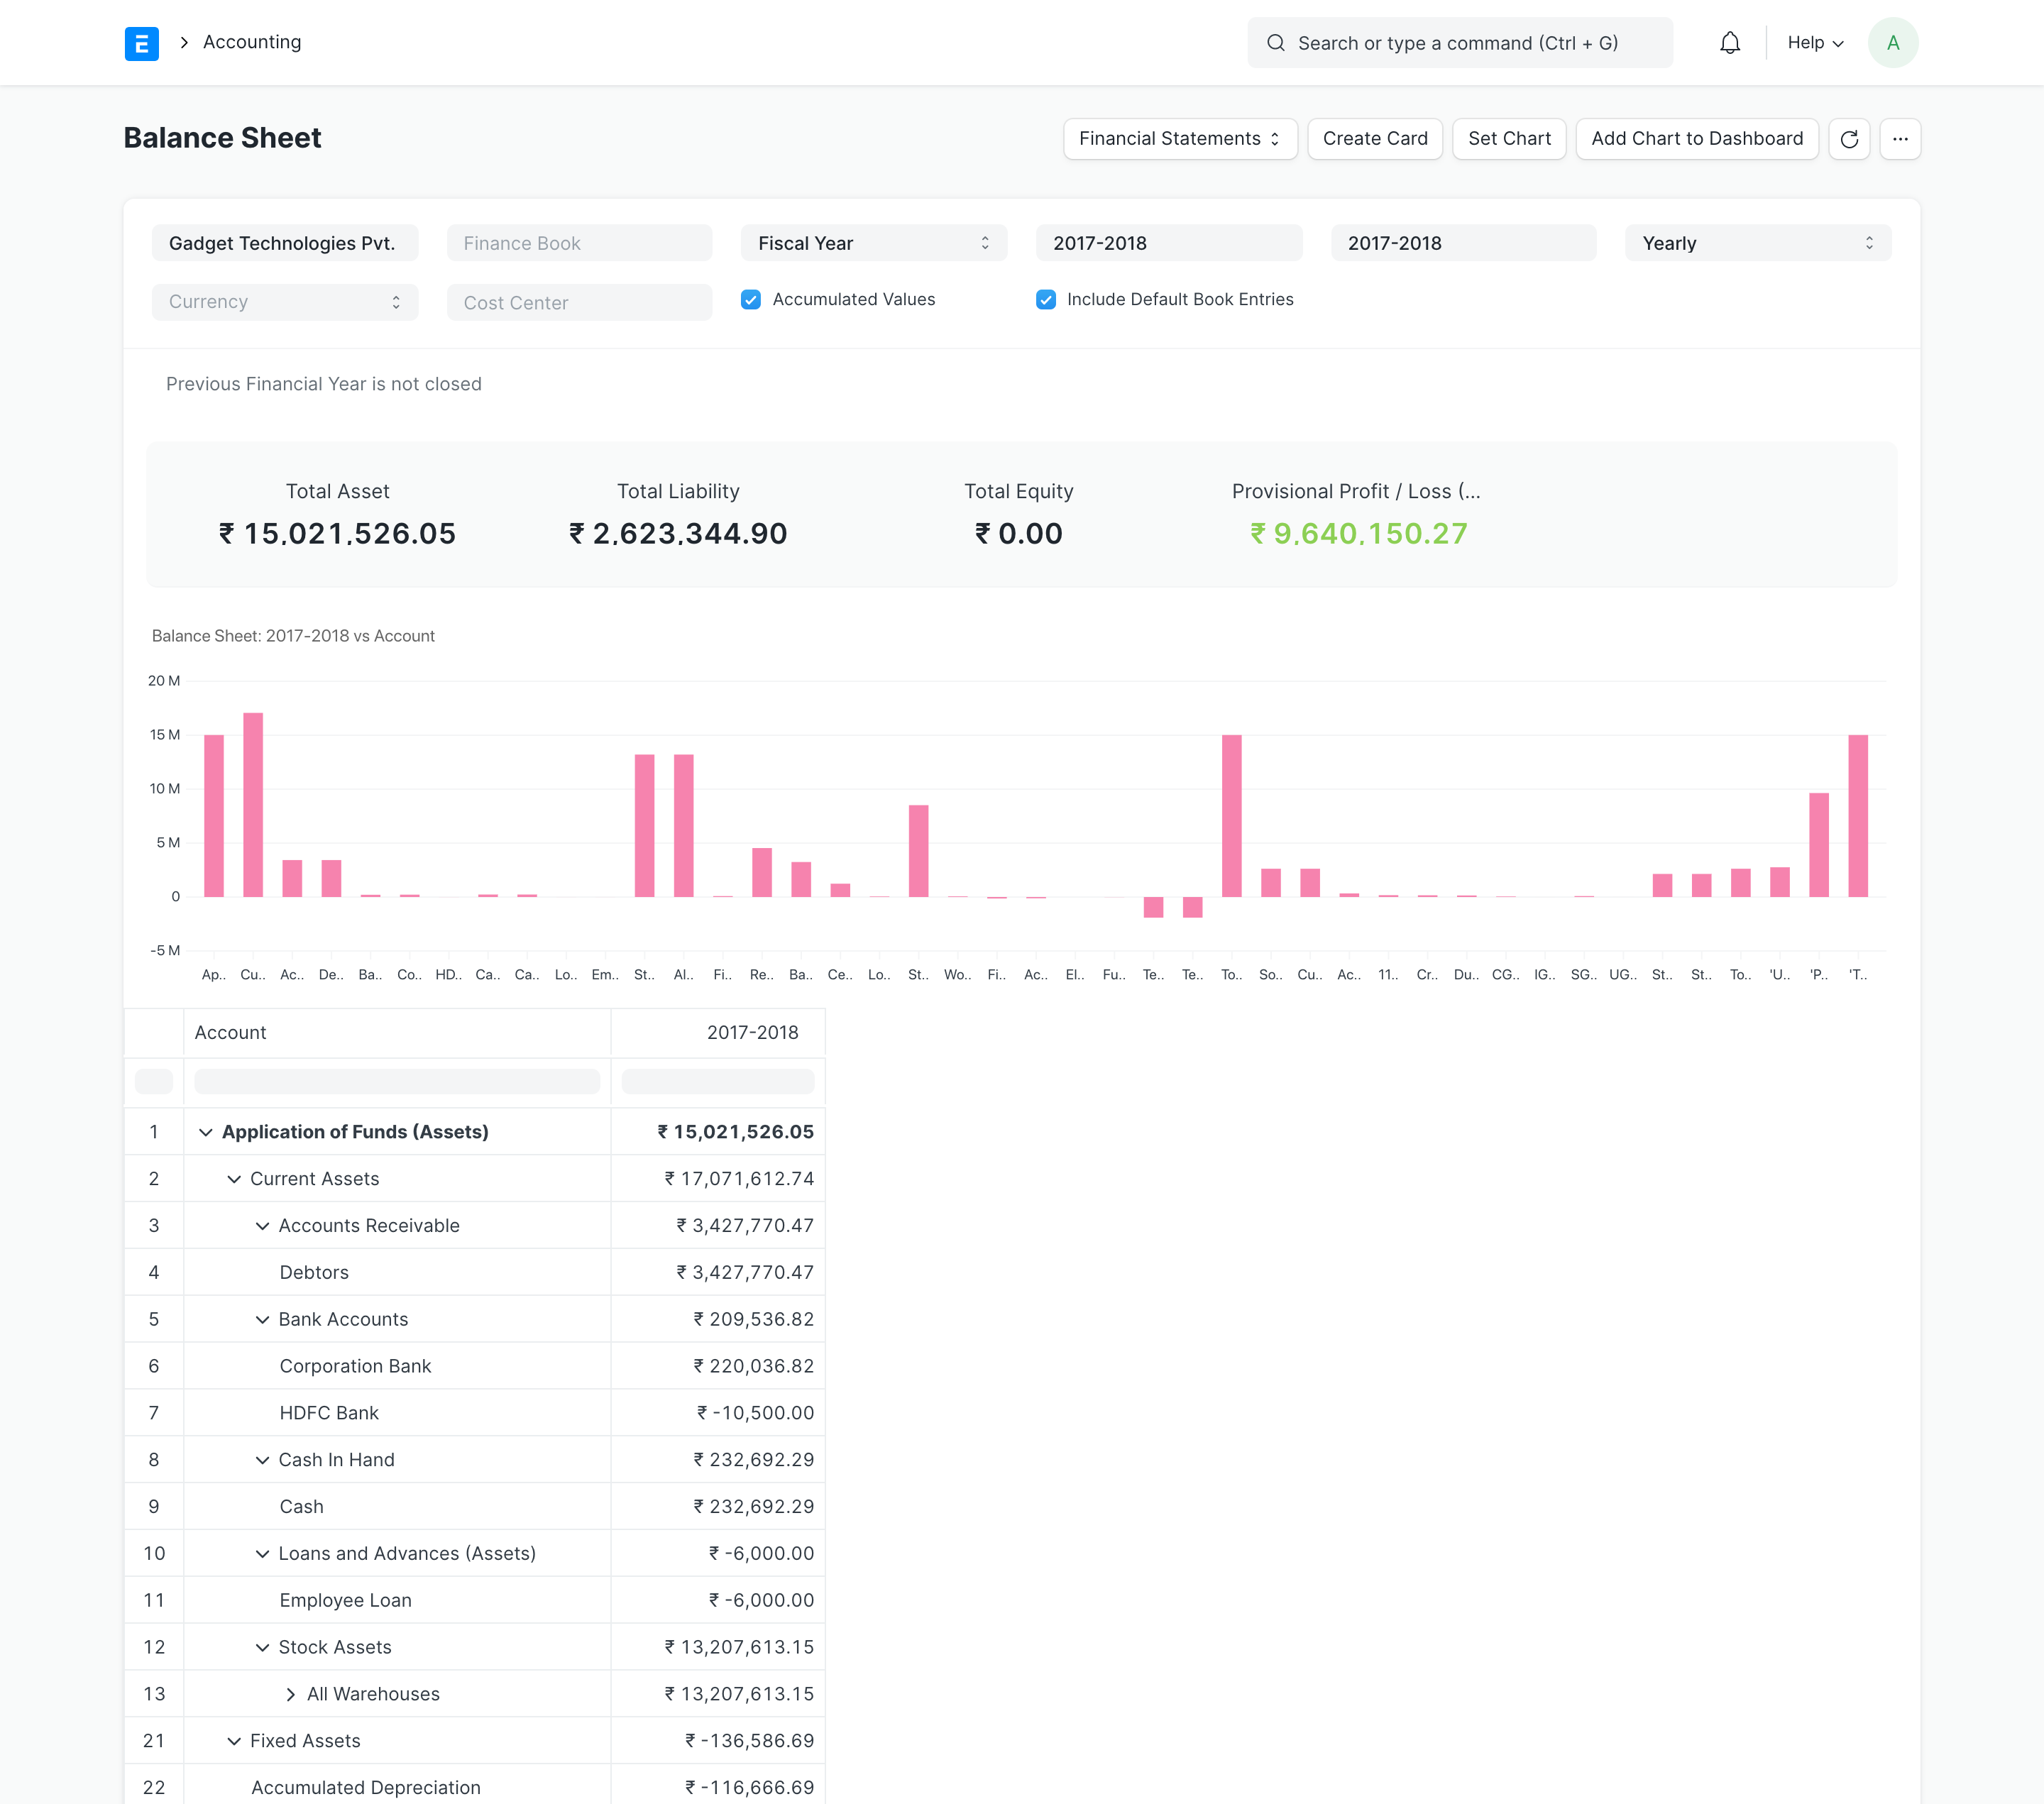 E > Accounting Search or type a command (Ctrl + G) Help A
Balance Sheet Financial Statements Create Card Set Chart Add Chart to Dashboard ...
Gadget Technologies Pvt. Finance Book Fiscal Year 2017-2018 2017-2018 Yearly
Currency Cost Center Accumulated Values Include Default Book Entries
Previous Financial Year is not closed
Total Asset Total Liability Total Equity Provisional Profit / Loss (...
₹ 15,021,526.05 ₹ 2,623,344.90 ₹ 0.00 ₹ 9,640,150.27
Balance Sheet: 2017-2018 vs Account
20 M
15 M
10 M
5 M
0
-5 M
Ap.. Cu.. Ac.. De.. Ba.. Co.. HD.. Ca.. Ca.. Lo.. Em.. St.. Al.. Fi.. Re.. Ba.. Ce.. Lo.. St.. Wo.. Fi.. Ac.. El.. Fu.. Te.. Te.. To.. So.. Cu.. Ac.. 11.. Cr.. Du.. CG.. IG.. SG.. UG.. St.. St.. To.. 'U.. 'P.. 'T..
Account 2017-2018
1 Application of Funds (Assets) ₹ 15,021,526.05
2 Current Assets ₹ 17,071,612.74
3 Accounts Receivable ₹ 3,427,770.47
4 Debtors ₹ 3,427,770.47
5 Bank Accounts ₹ 209,536.82
6 Corporation Bank ₹ 220,036.82
7 HDFC Bank ₹ -10,500.00
8 Cash In Hand ₹ 232,692.29
9 Cash ₹ 232,692.29
10 Loans and Advances (Assets) ₹ -6,000.00
11 Employee Loan ₹ -6,000.00
12 Stock Assets ₹ 13,207,613.15
13 All Warehouses ₹ 13,207,613.15
21 Fixed Assets ₹ -136,586.69
22 Accumulated Depreciation ₹ -116,666.69